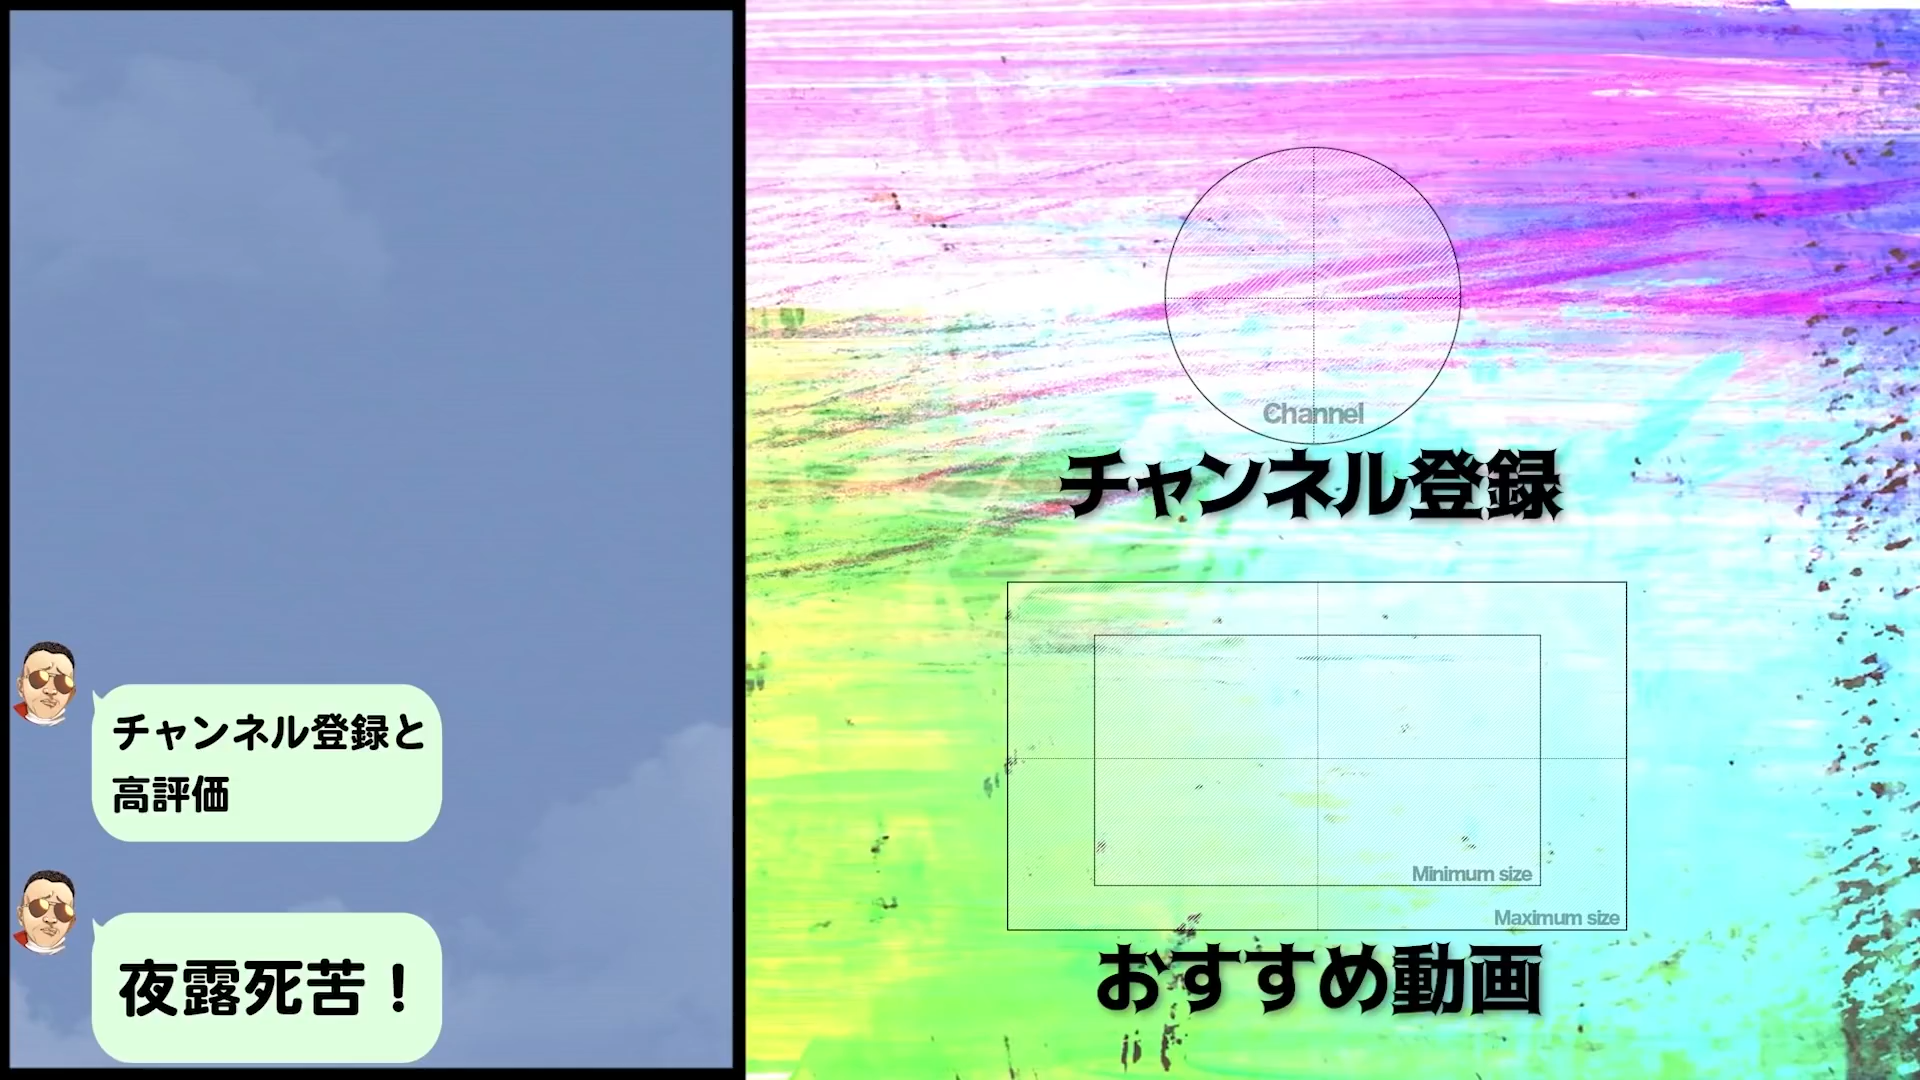 チャンネル登録と
高評価
夜露死苦！
Channel
チャンネル登録
Minimum size
Maximum size
おすすめ動画